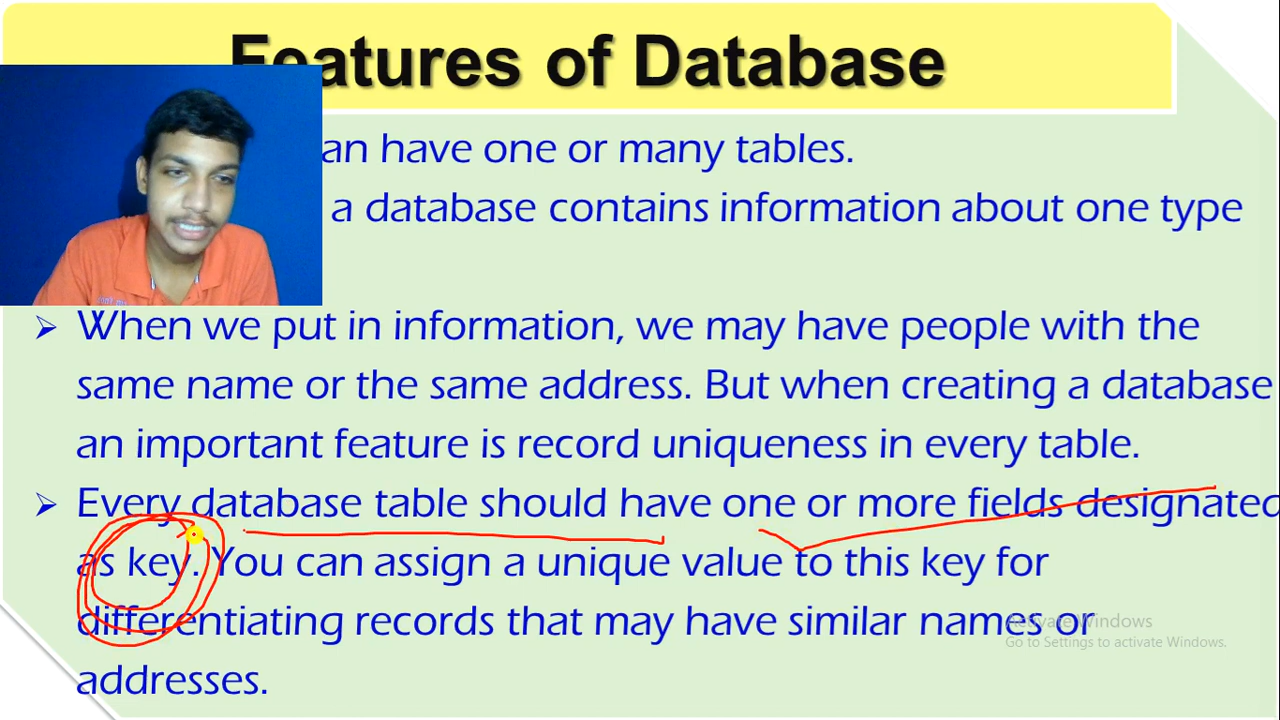 Features of Database
an have one or many tables.
a database contains information about one type
When we put in information, we may have people with the
same name or the same address. But when creating a database
an important feature is record uniqueness in every table.
Every database table should have one or more fields designated
as key. You can assign a unique value to this key for
differentiating records that may have similar names or
addresses.
Activate Windows
Go to Settings to activate Windows.